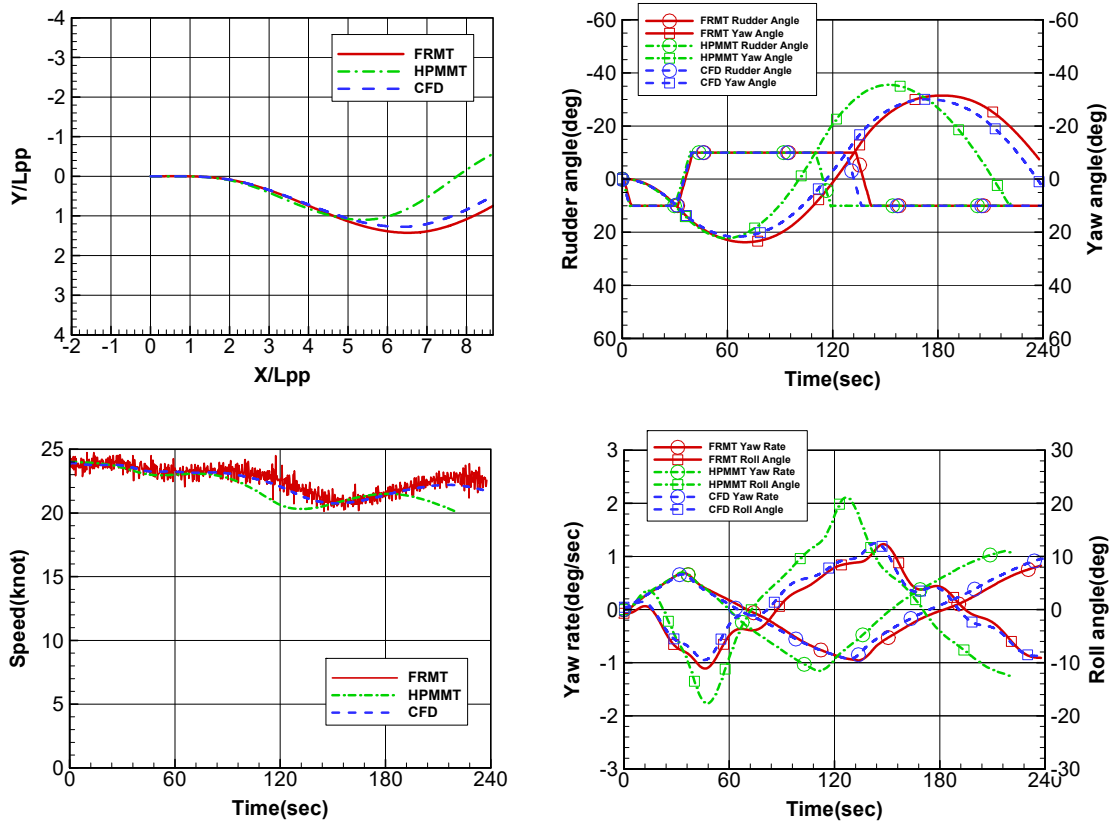 -4
-3
-2
-1
0
1
2
3
4
Y/Lpp
-2 -1 0 1 2 3 4 5 6 7 8
X/Lpp
FRMT
HPMMT
CFD
-60
-40
-20
0
20
40
60
Rudder angle(deg)
0 60 120 180 240
Time(sec)
-60
-40
-20
0
20
40
60
Yaw angle(deg)
FRMT Rudder Angle
FRMT Yaw Angle
HPMMT Rudder Angle
HPMMT Yaw Angle
CFD Rudder Angle
CFD Yaw Angle
25
20
15
10
5
0
Speed(knot)
0 60 120 180 240
Time(sec)
FRMT
HPMMT
CFD
3
2
1
0
-1
-2
-3
Yaw rate(deg/sec)
0 60 120 180 240
Time(sec)
30
20
10
0
-10
-20
-30
Roll angle(deg)
FRMT Yaw Rate
FRMT Roll Angle
HPMMT Yaw Rate
HPMMT Roll Angle
CFD Yaw Rate
CFD Roll Angle